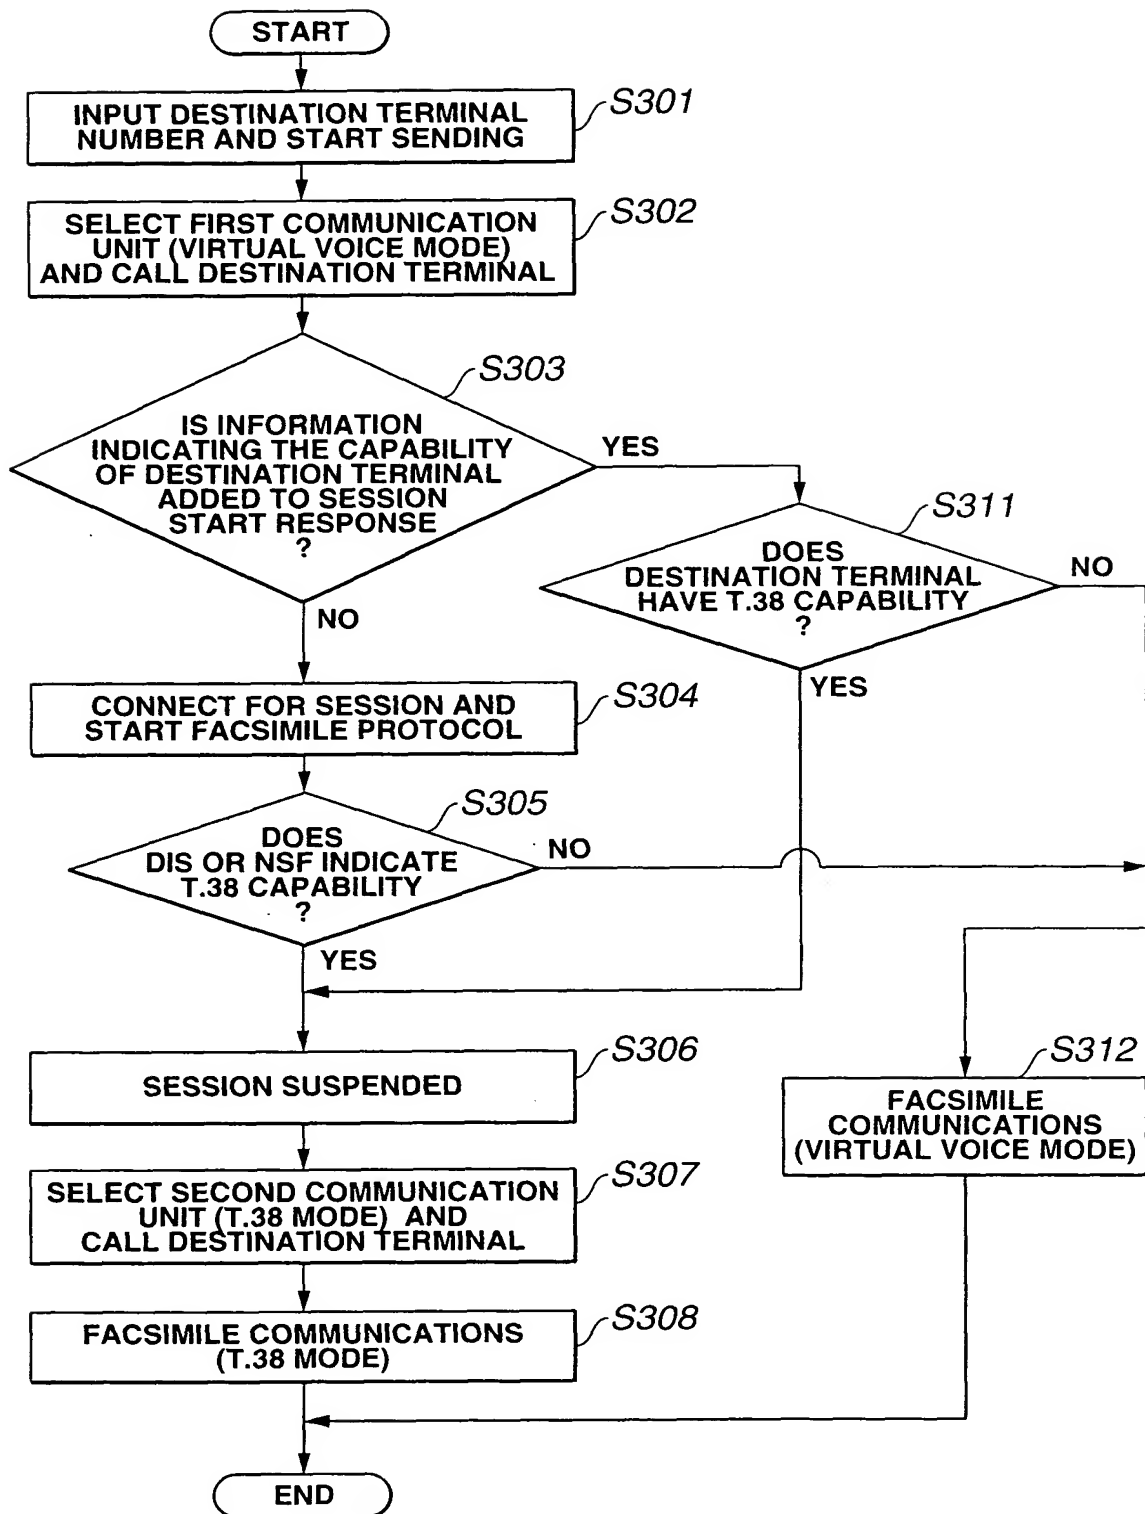 START
INPUT DESTINATION TERMINAL
NUMBER AND START SENDING
S301
SELECT FIRST COMMUNICATION
UNIT (VIRTUAL VOICE MODE)
AND CALL DESTINATION TERMINAL
S302
IS INFORMATION
INDICATING THE CAPABILITY
OF DESTINATION TERMINAL
ADDED TO SESSION
START RESPONSE
?
S303
YES
NO
DOES
DESTINATION TERMINAL
HAVE T.38 CAPABILITY
?
S311
NO
YES
CONNECT FOR SESSION AND
START FACSIMILE PROTOCOL
S304
DOES
DIS OR NSF INDICATE
T.38 CAPABILITY
?
S305
NO
YES
SESSION SUSPENDED
S306
FACSIMILE
COMMUNICATIONS
(VIRTUAL VOICE MODE)
S312
SELECT SECOND COMMUNICATION
UNIT (T.38 MODE) AND
CALL DESTINATION TERMINAL
S307
FACSIMILE COMMUNICATIONS
(T.38 MODE)
S308
END